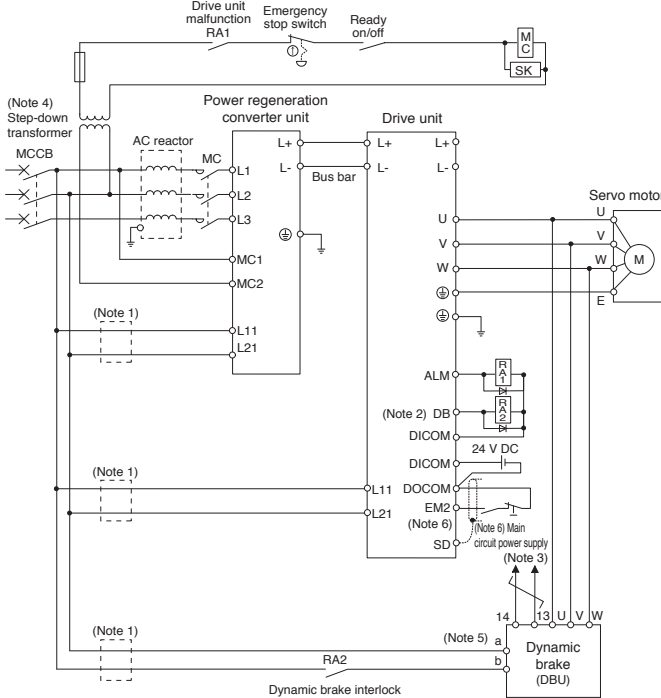 Drive unit
malfunction
RA1
Emergency
stop switch
Ready
on/off
M
C
SK
(Note 4)
Step-down
transformer
MCCB
AC reactor
MC
Power regeneration
converter unit
Drive unit
L+
L-
L+
L-
Bus bar
L+
L-
L1
L2
L3
MC1
MC2
(Note 1)
L11
L21
Servo motor
U
V
W
E
M
U
V
W
ALM
R
A
1
(Note 2) DB
R
A
2
DICOM
24 V DC
DICOM
DOCOM
EM2
(Note 6)
SD
(Note 6) Main
circuit power supply
(Note 1)
L11
L21
(Note 3)
14
13
U
V
W
(Note 1)
(Note 5)
a
b
RA2
Dynamic brake interlock
Dynamic
brake
(DBU)